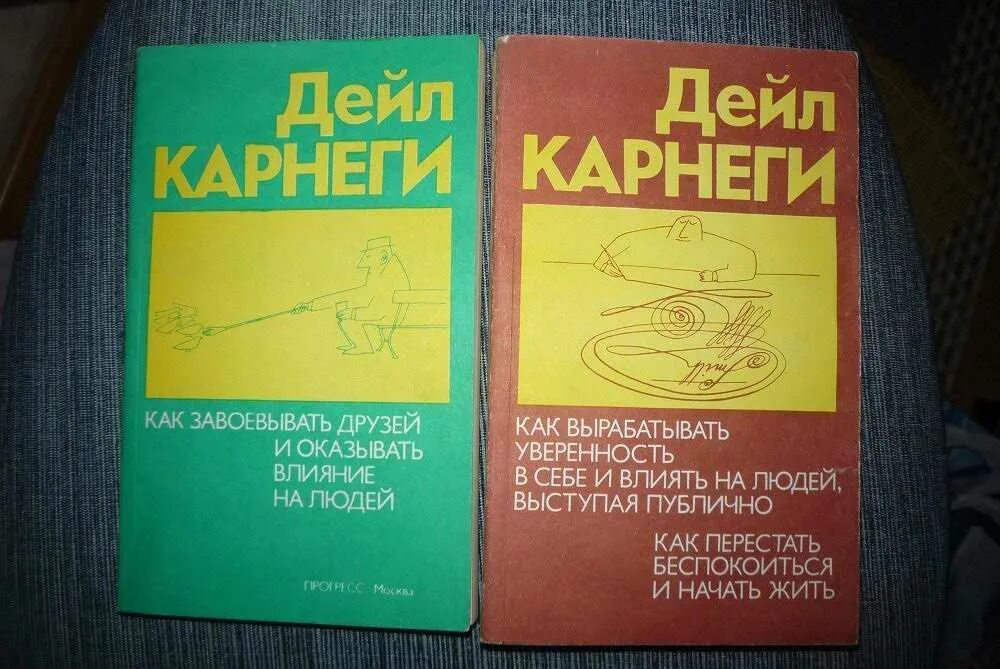 Дейл
КАРНЕГИ
КАК ЗАВОЕВЫВАТЬ ДРУЗЕЙ
И ОКАЗЫВАТЬ
ВЛИЯНИЕ
НА ЛЮДЕЙ
ПРОГРЕСС - Москва
Дейл
КАРНЕГИ
КАК ВЫРАБАТЫВАТЬ
УВЕРЕННОСТЬ
В СЕБЕ И ВЛИЯТЬ НА ЛЮДЕЙ,
ВЫСТУПАЯ ПУБЛИЧНО
КАК ПЕРЕСТАТЬ
БЕСПОКОИТЬСЯ
И НАЧАТЬ ЖИТЬ